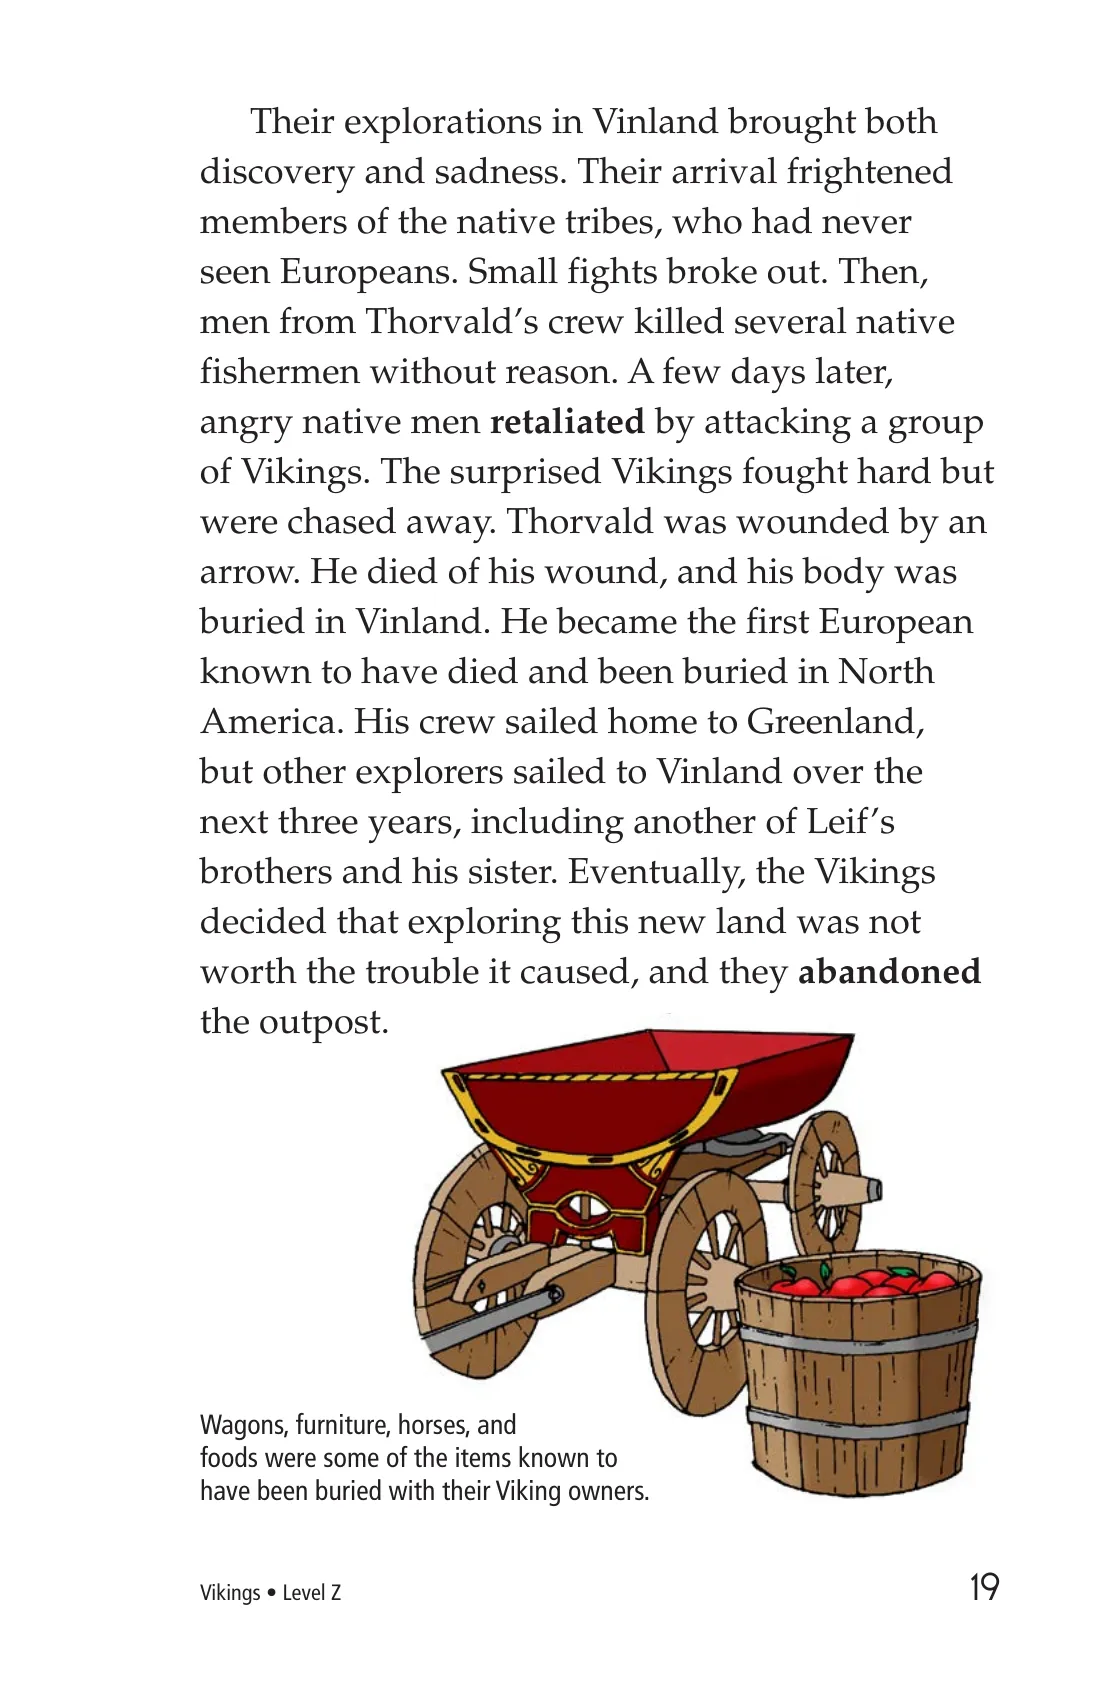 Their explorations in Vinland brought both
discovery and sadness. Their arrival frightened
members of the native tribes, who had never
seen Europeans. Small fights broke out. Then,
men from Thorvald’s crew killed several native
fishermen without reason. A few days later,
angry native men retaliated by attacking a group
of Vikings. The surprised Vikings fought hard but
were chased away. Thorvald was wounded by an
arrow. He died of his wound, and his body was
buried in Vinland. He became the first European
known to have died and been buried in North
America. His crew sailed home to Greenland,
but other explorers sailed to Vinland over the
next three years, including another of Leif’s
brothers and his sister. Eventually, the Vikings
decided that exploring this new land was not
worth the trouble it caused, and they abandoned
the outpost.
Wagons, furniture, horses, and
foods were some of the items known to
have been buried with their Viking owners.
Vikings • Level Z
19